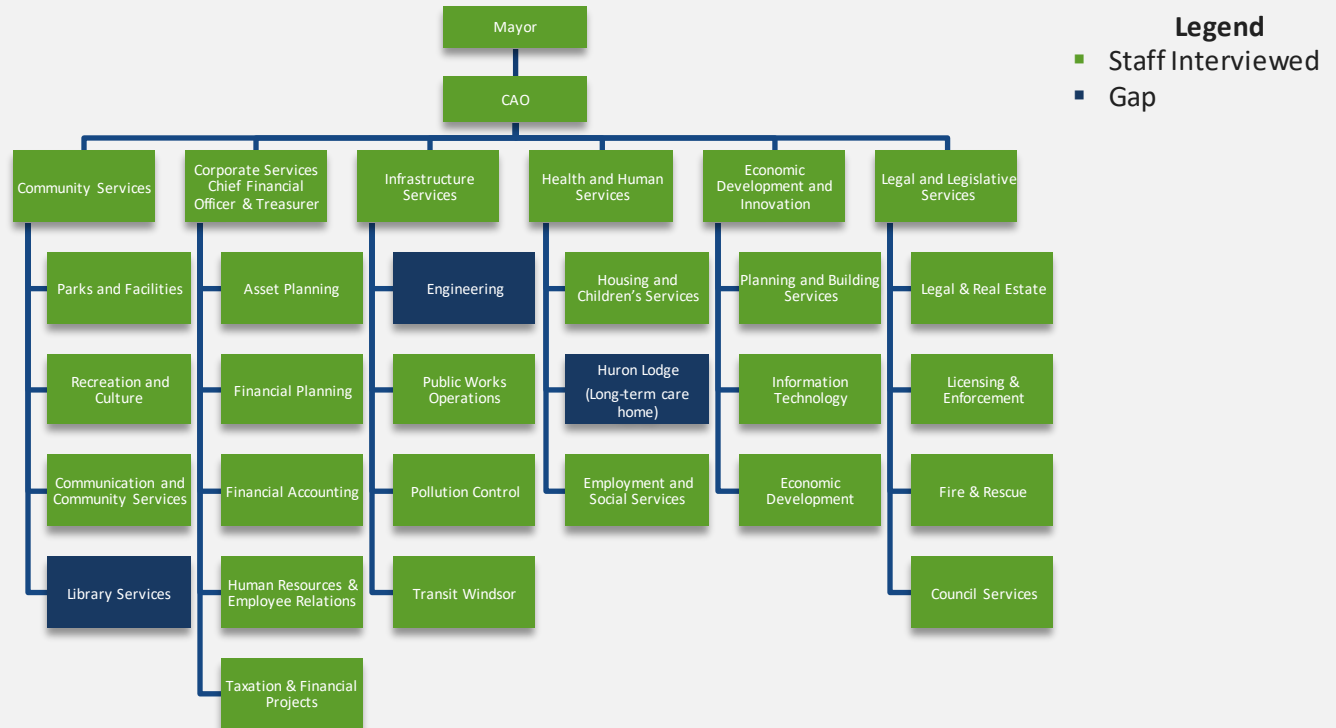 Mayor
Legend
Staff Interviewed
Gap
CAO
Community Services
Corporate Services
Chief Financial
Officer & Treasurer
Infrastructure
Services
Health and Human
Services
Economic
Development and
Innovation
Legal and Legislative
Services
Parks and Facilities
Recreation and
Culture
Communication and
Community Services
Library Services
Asset Planning
Financial Planning
Financial Accounting
Human Resources &
Employee Relations
Taxation & Financial
Projects
Engineering
Public Works
Operations
Pollution Control
Transit Windsor
Housing and
Children's Services
Huron Lodge
(Long-term care
home)
Employment and
Social Services
Planning and Building
Services
Information
Technology
Economic
Development
Legal & Real Estate
Licensing &
Enforcement
Fire & Rescue
Council Services